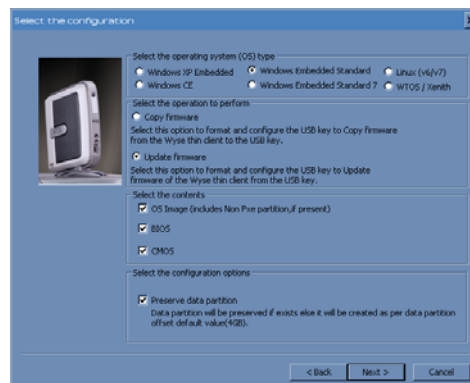 Select the configuration
Select the operating system (OS) type
Windows XP Embedded
Windows Embedded Standard
Linux (v6/v7)
Windows CE
Windows Embedded Standard 7
WTOS / Xenith
Select the operation to perform
Copy firmware
Select this option to format and configure the USB key to Copy firmware
from the Wyse thin client to the USB key.
Update firmware
Select this option to format and configure the USB key to Update
firmware of the Wyse thin client from the USB key.
Select the contents
OS Image (includes Non Pxe partition,if present)
BIOS
CMOS
Select the configuration options
Preserve data partition
Data partition will be preserved if exists else it will be created as per data partition
offset default value(4GB).
< Back
Next >
Cancel